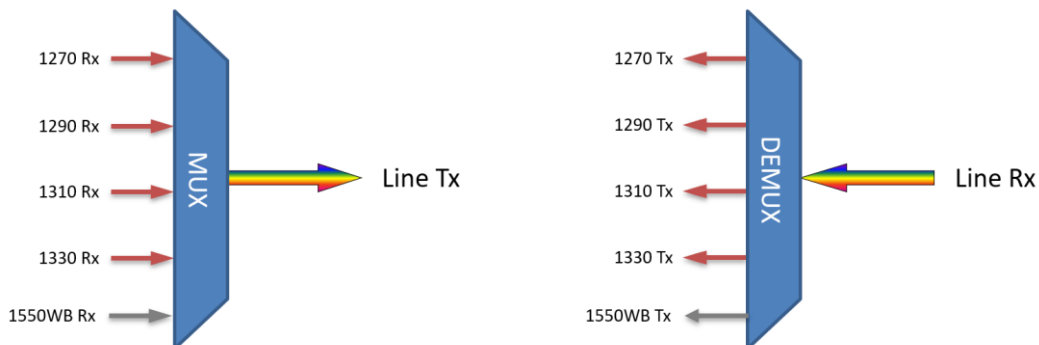 1270 Rx
1290 Rx
1310 Rx
1330 Rx
1550WB Rx
MUX
Line Tx
1270 Tx
1290 Tx
1310 Tx
1330 Tx
1550WB Tx
DEMUX
Line Rx